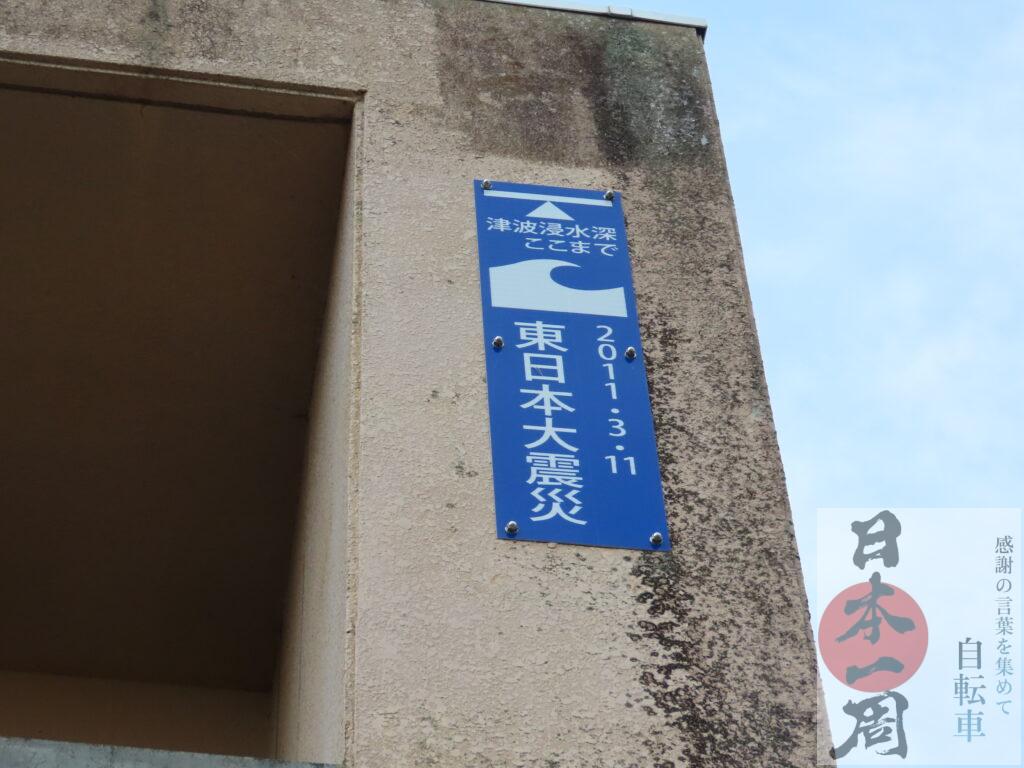 津波浸水深
ここまで
2011.3.11
東日本大震災
日本一周
感謝の言葉を集めて
自転車